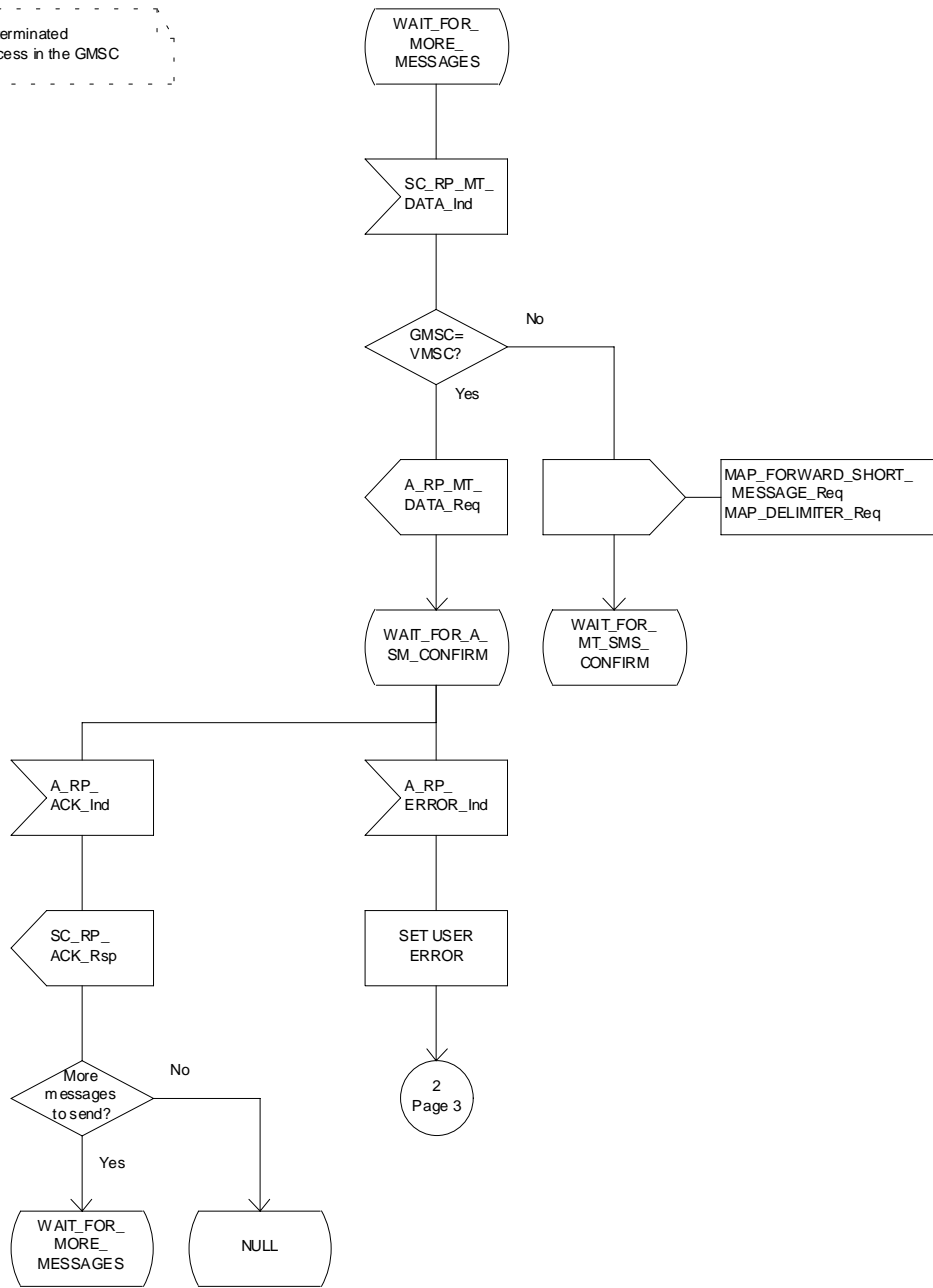 erminated
cess in the GMSC
WAIT_FOR_
MORE_
MESSAGES
SC_RP_MT_
DATA_Ind
GMSC=
VMSC?
No
Yes
A_RP_MT_
DATA_Req
MAP_FORWARD_SHORT_
MESSAGE_Req
MAP_DELIMITER_Req
WAIT_FOR_A_
SM_CONFIRM
WAIT_FOR_
MT_SMS_
CONFIRM
A_RP_
ACK_Ind
A_RP_
ERROR_Ind
SC_RP_
ACK_Rsp
SET USER
ERROR
More
messages
to send?
No
Yes
2
Page 3
WAIT_FOR_
MORE_
MESSAGES
NULL